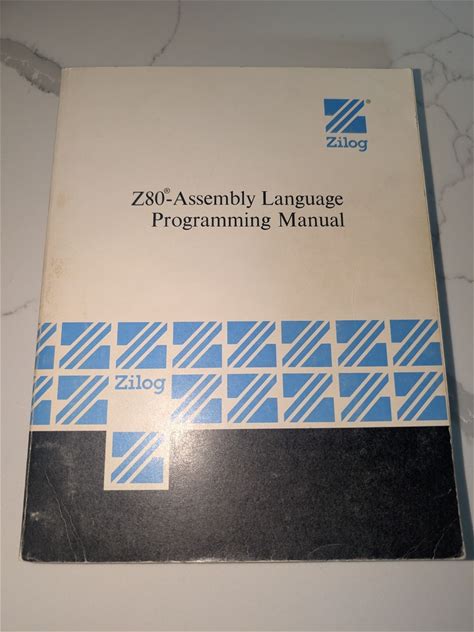 ®
Zilog
Z80®-Assembly Language
Programming Manual
Zilog